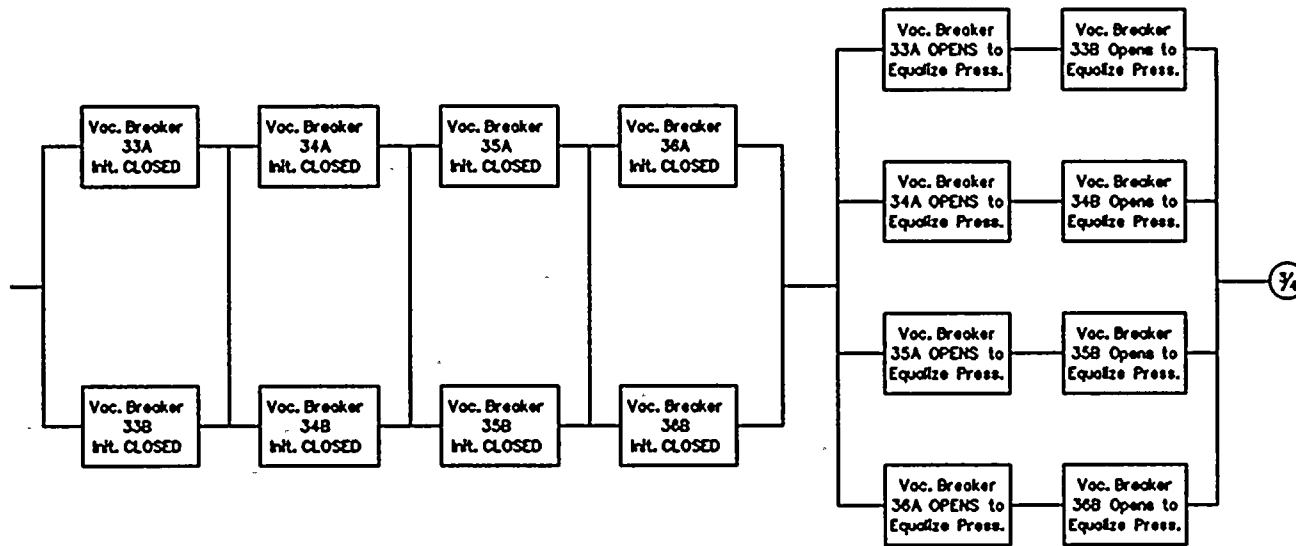 Vac. Breaker
33A
Init. CLOSED
Vac. Breaker
34A
Init. CLOSED
Vac. Breaker
35A
Init. CLOSED
Vac. Breaker
36A
Init. CLOSED
Vac. Breaker
33B
Init. CLOSED
Vac. Breaker
34B
Init. CLOSED
Vac. Breaker
35B
Init. CLOSED
Vac. Breaker
36B
Init. CLOSED
Vac. Breaker
33A OPENS to
Equalize Press.
Vac. Breaker
33B Opens to
Equalize Press.
Vac. Breaker
34A OPENS to
Equalize Press.
Vac. Breaker
34B Opens to
Equalize Press.
Vac. Breaker
35A OPENS to
Equalize Press.
Vac. Breaker
35B Opens to
Equalize Press.
Vac. Breaker
36A OPENS to
Equalize Press.
Vac. Breaker
36B Opens to
Equalize Press.
3/4